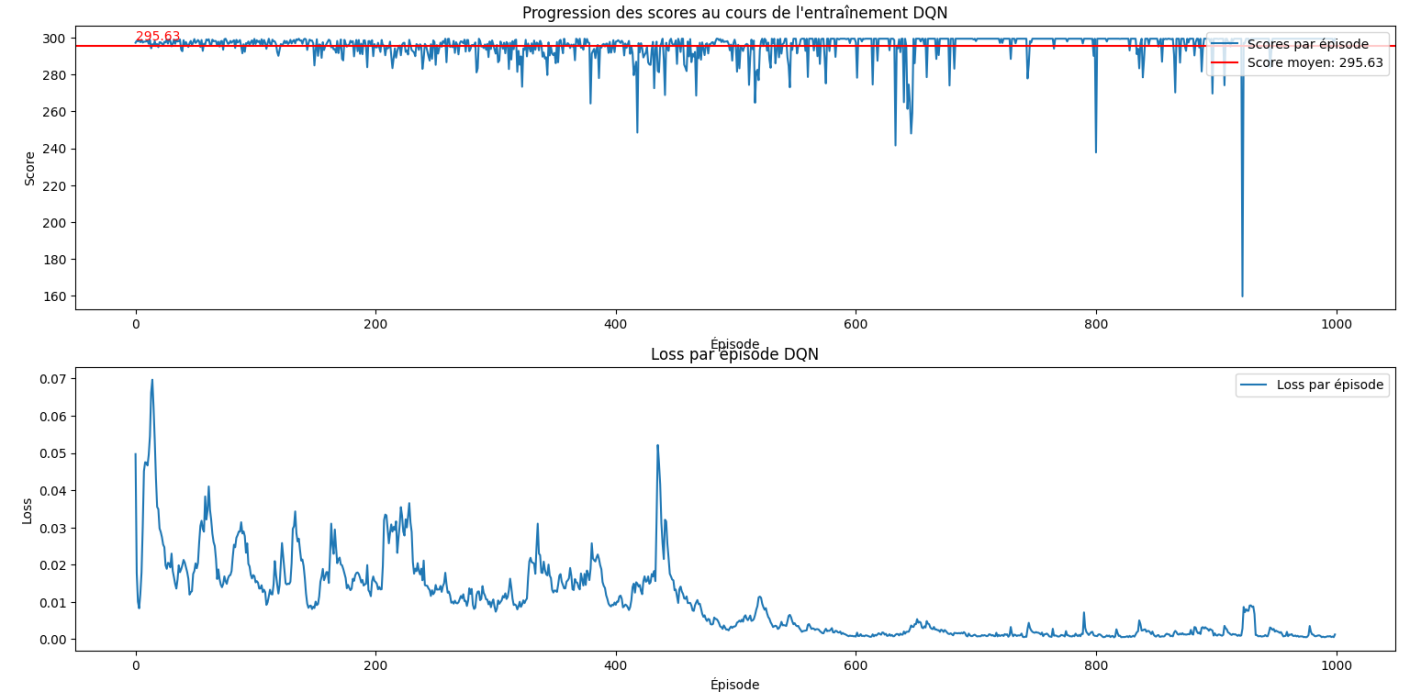 Progression des scores au cours de l'entraînement DQN
295.63
Scores par épisode
Score moyen: 295.63
Score
300
280
260
240
220
200
180
160
0 200 400 600 800 1000
Épisode
Loss par épisode DQN
Loss par épisode
Loss
0.07
0.06
0.05
0.04
0.03
0.02
0.01
0.00
0 200 400 600 800 1000
Épisode